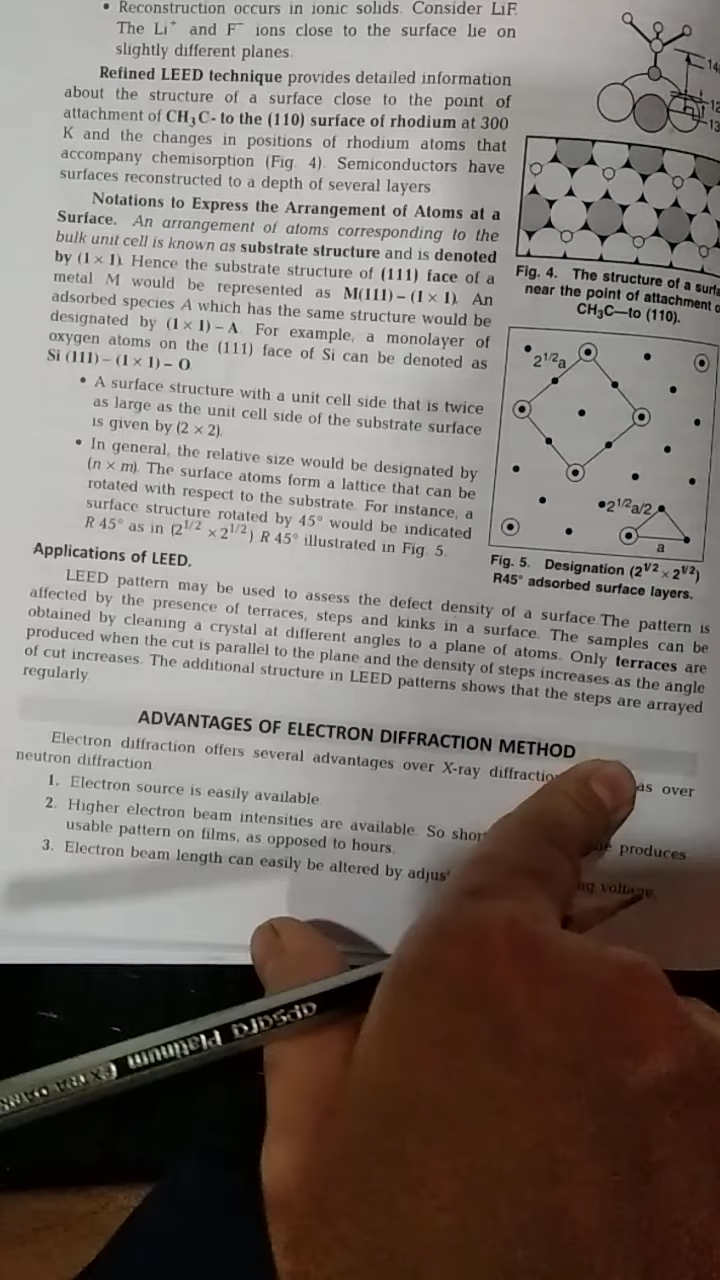 • Reconstruction occurs in ionic solids. Consider LiF.
The Li⁺ and F⁻ ions close to the surface lie on
slightly different planes.
Refined LEED technique provides detailed information
about the structure of a surface close to the point of
attachment of CH₃C- to the (110) surface of rhodium at 300
K and the changes in positions of rhodium atoms that
accompany chemisorption (Fig. 4). Semiconductors have
surfaces reconstructed to a depth of several layers
Notations to Express the Arrangement of Atoms at a
Surface. An arrangement of atoms corresponding to the
bulk unit cell is known as substrate structure and is denoted
by (1 × 1). Hence the substrate structure of (111) face of a
metal M would be represented as M(111) – (1 × 1). An
adsorbed species A which has the same structure would be
designated by (1 × 1) – A. For example, a monolayer of
oxygen atoms on the (111) face of Si can be denoted as
Si (111) – (1 × 1) – O.
• A surface structure with a unit cell side that is twice
as large as the unit cell side of the substrate surface
is given by (2 × 2).
• In general, the relative size would be designated by
(n × m). The surface atoms form a lattice that can be
rotated with respect to the substrate. For instance, a
surface structure rotated by 45° would be indicated
R 45° as in (2^1/2 × 2^1/2) R 45° illustrated in Fig. 5.
Fig. 4. The structure of a
near the point of attachment
CH₃C—to (110).
2^1/2a
2^1/2a/2
a
Fig. 5. Designation (2^1/2 × 2^1/2)
R45° adsorbed surface layers.
Applications of LEED.
LEED pattern may be used to assess the defect density of a surface.The pattern is
affected by the presence of terraces, steps and kinks in a surface. The samples can be
obtained by cleaning a crystal at different angles to a plane of atoms. Only terraces are
produced when the cut is parallel to the plane and the density of steps increases as the angle
of cut increases. The additional structure in LEED patterns shows that the steps are arrayed
regularly.
ADVANTAGES OF ELECTRON DIFFRACTION METHOD
Electron diffraction offers several advantages over X-ray as over
neutron diffraction
1. Electron source is easily available.
2. Higher electron beam intensities are available. So produces
usable pattern on films, as opposed to hours.
3. Electron beam length can easily be altered by voltage
apsara Platinum EXTRA DARK